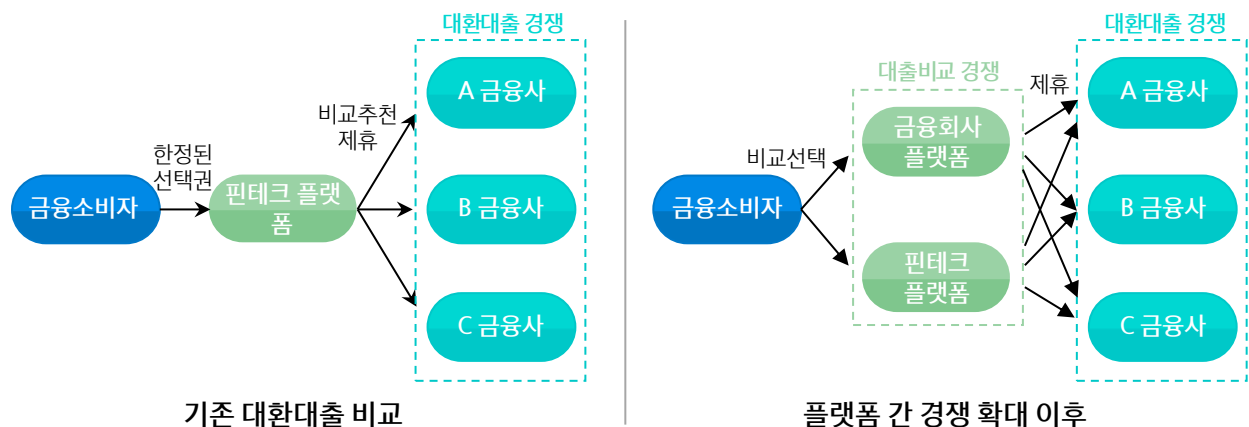 대환대출 경쟁
A 금융사
비교추천
제휴
한정된
선택권
금융소비자
핀테크 플랫
폼
B 금융사
C 금융사
기존 대환대출 비교
대환대출 경쟁
대출비교 경쟁
제휴
A 금융사
금융회사
플랫폼
비교선택
금융소비자
B 금융사
핀테크
플랫폼
C 금융사
플랫폼 간 경쟁 확대 이후